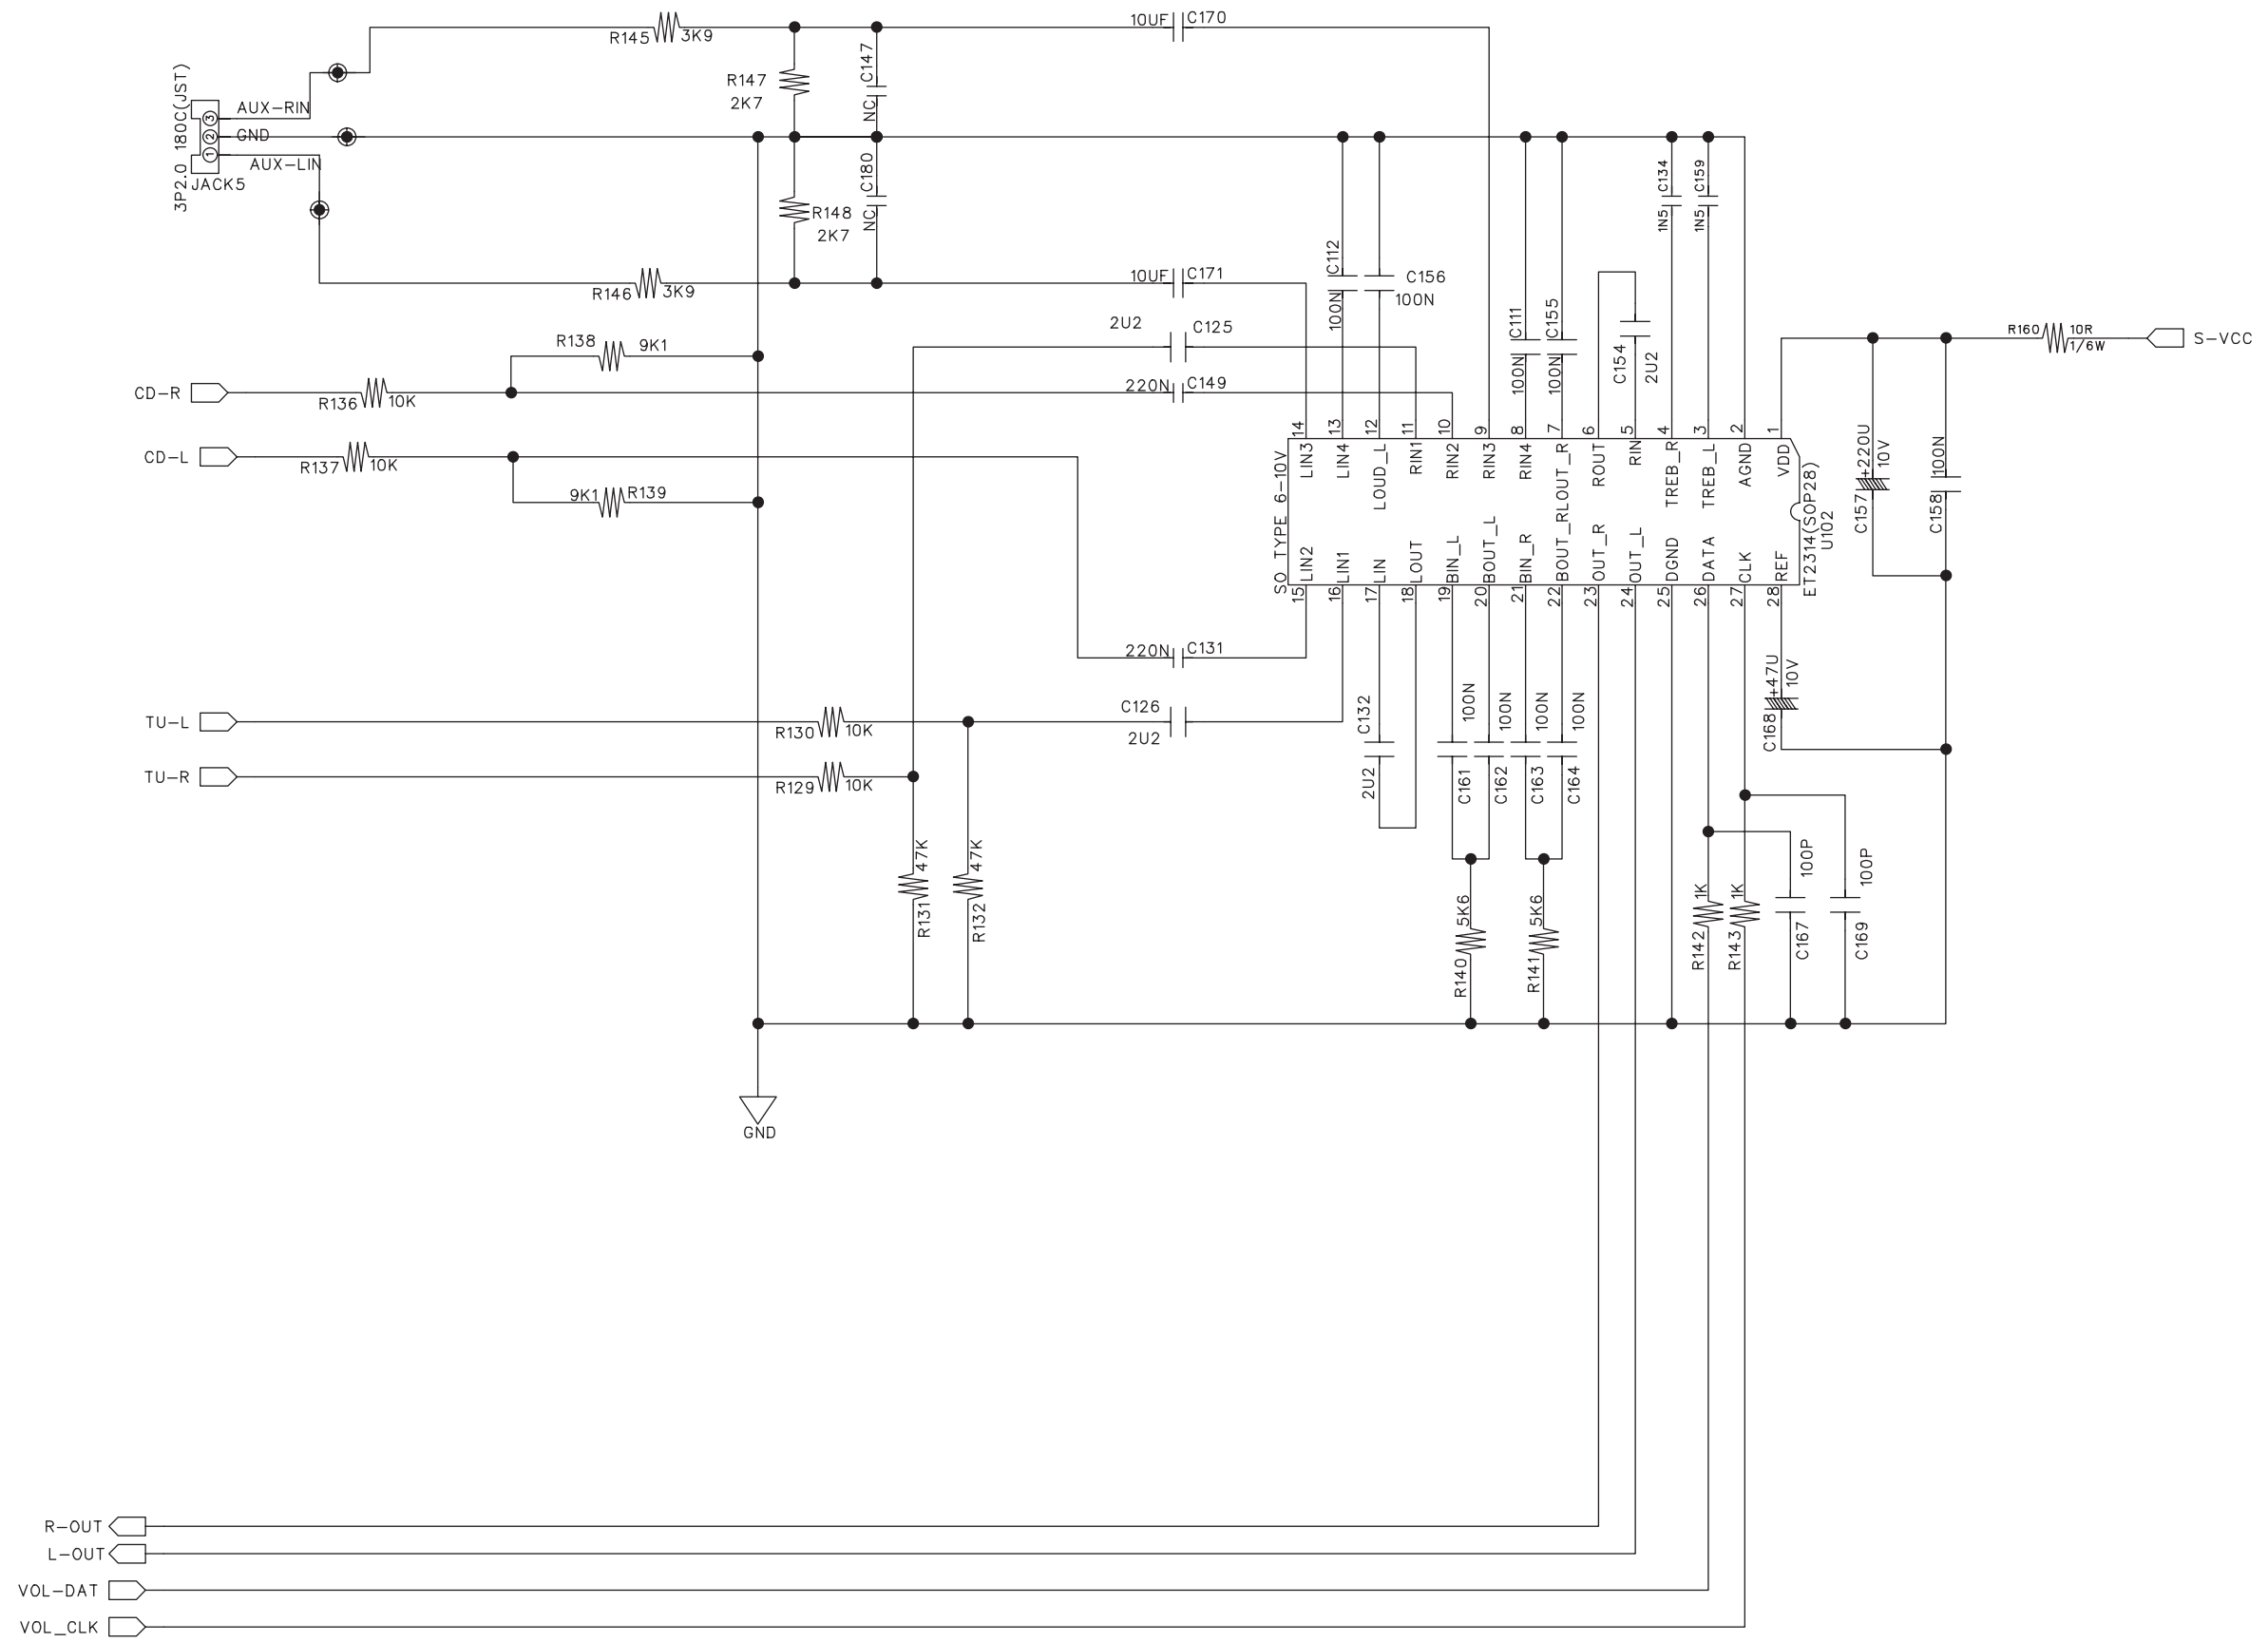 10UF
C170
R145
3K9
C147
NC
R147
2K7
3P2.0 180C(JST)
3
AUX-RIN
2
GND
1
AUX-LIN
JACK5
C180
NC
R148
2K7
C134
1N5
C159
1N5
C112
100N
C156
100N
10UF
C171
R146
3K9
2U2
C125
C111
100N
C155
100N
C154
2U2
R138
9K1
R160
10R
1/6W
S-VCC
CD-R
R136
10K
220N
C149
CD-L
R137
10K
9K1
R139
14
13
12
11
10
9
8
7
6
5
4
3
2
1
LIN3
LIN4
LOUD_L
RIN1
RIN2
RIN3
RIN4
LOUT_R
ROUT
RIN
TREB_R
TREB_L
AGND
VDD
SO TYPE 6-10V
LIN2
LIN1
LIN
LOUT
BIN_L
BOUT_L
BIN_R
BOUT_R
OUT_R
OUT_L
DGND
DATA
CLK
REF
ET2314(SOP28)
U102
15
16
17
18
19
20
21
22
23
24
25
26
27
28
+220U
10V
C157
100N
C158
220N
C131
+47U
10V
C168
TU-L
R130
10K
C126
2U2
TU-R
R129
10K
C132
2U2
100N
C161
100N
C162
100N
C163
100N
C164
47K
R131
47K
R132
5K6
R140
5K6
R141
1K
R142
1K
R143
100P
C167
100P
C169
GND
R-OUT
L-OUT
VOL-DAT
VOL_CLK